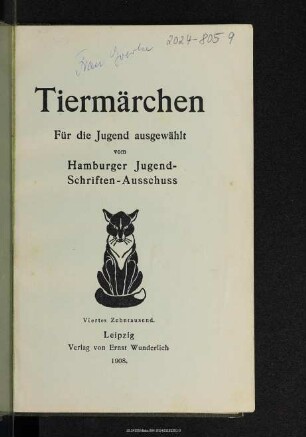 2024-805 9
Frau
Tiermärchen
Für die Jugend ausgewählt
vom
Hamburger Jugend-
Schriften-Ausschuss
Viertes Zehntausend.
Leipzig
Verlag von Ernst Wunderlich
1908.